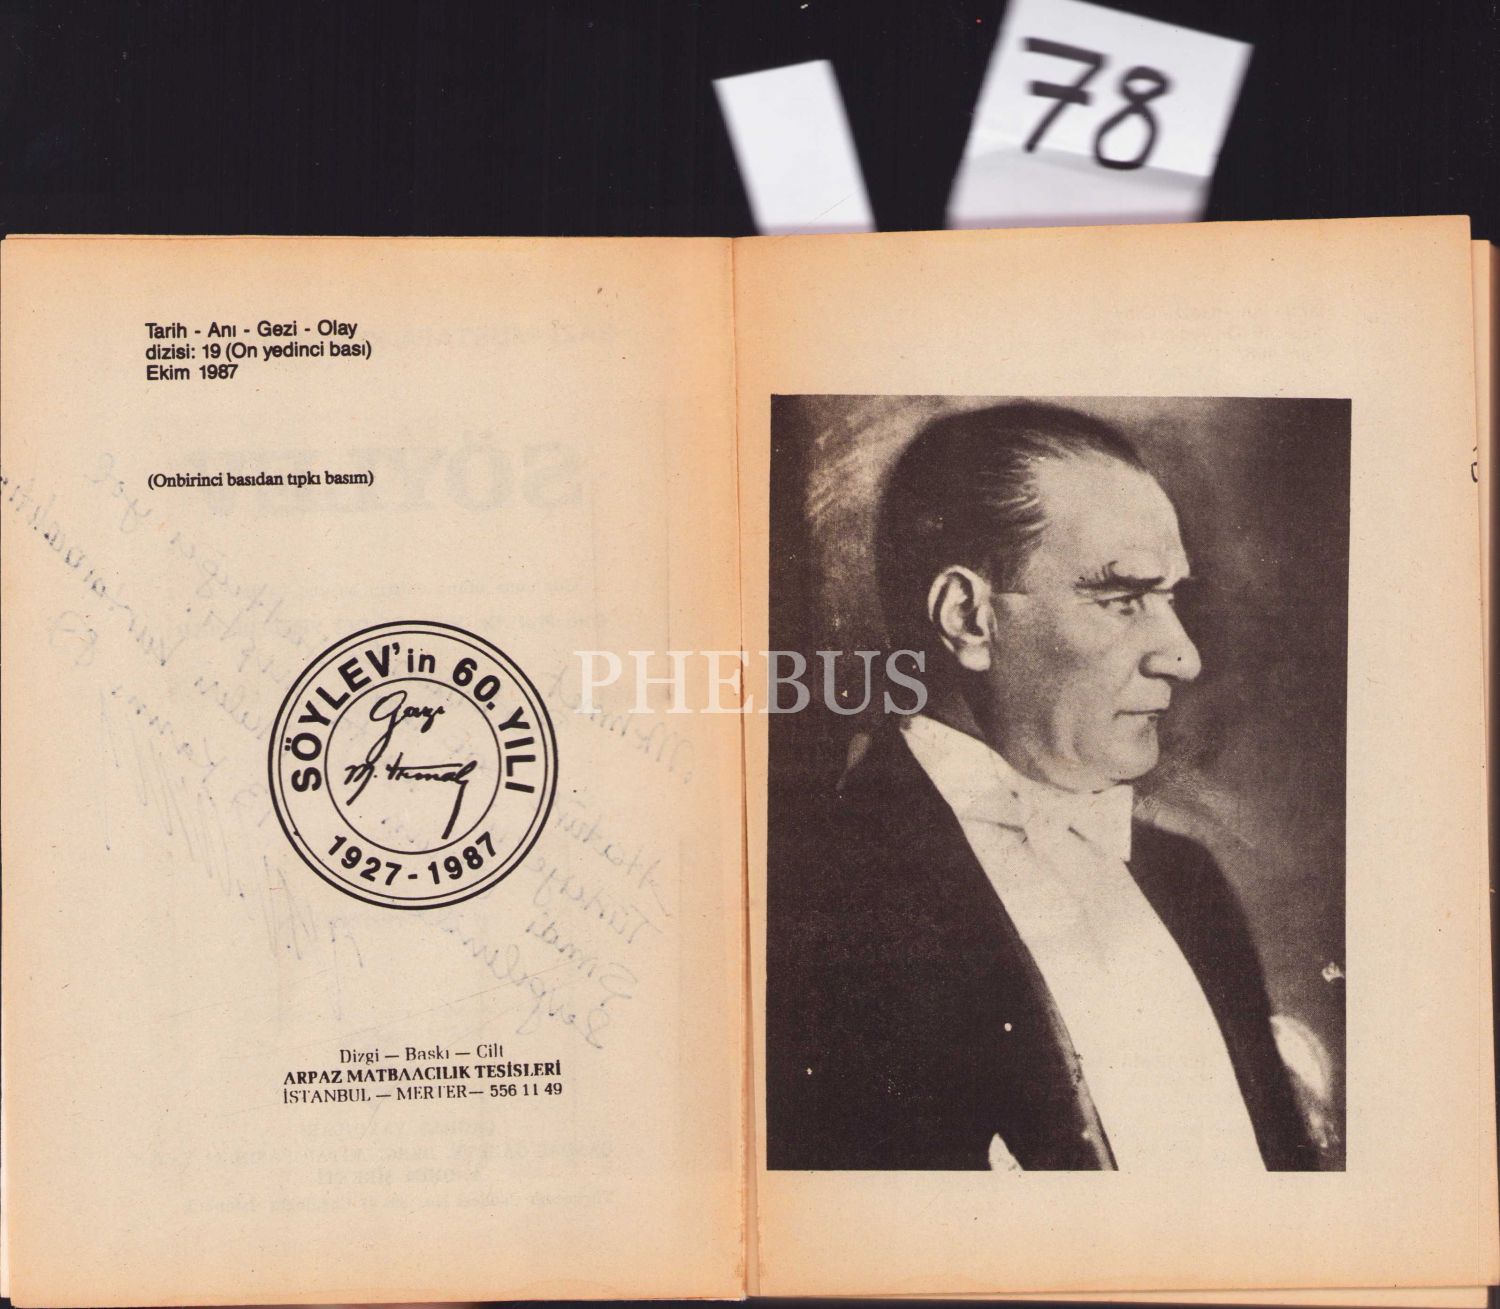 78
Tarih - Anı - Gezi - Olay
dizisi: 19 (On yedinci bası)
Ekim 1987
(Onbirinci basıdan tıpkı basım)
SÖYLEV'in 60. YILI
Gazi
M. Kemal
1927-1987
PHEBUS
Dizgi — Baskı — Cilt
ARPAZ MATBAACILIK TESİSLERİ
İSTANBUL — MERTER— 556 11 49